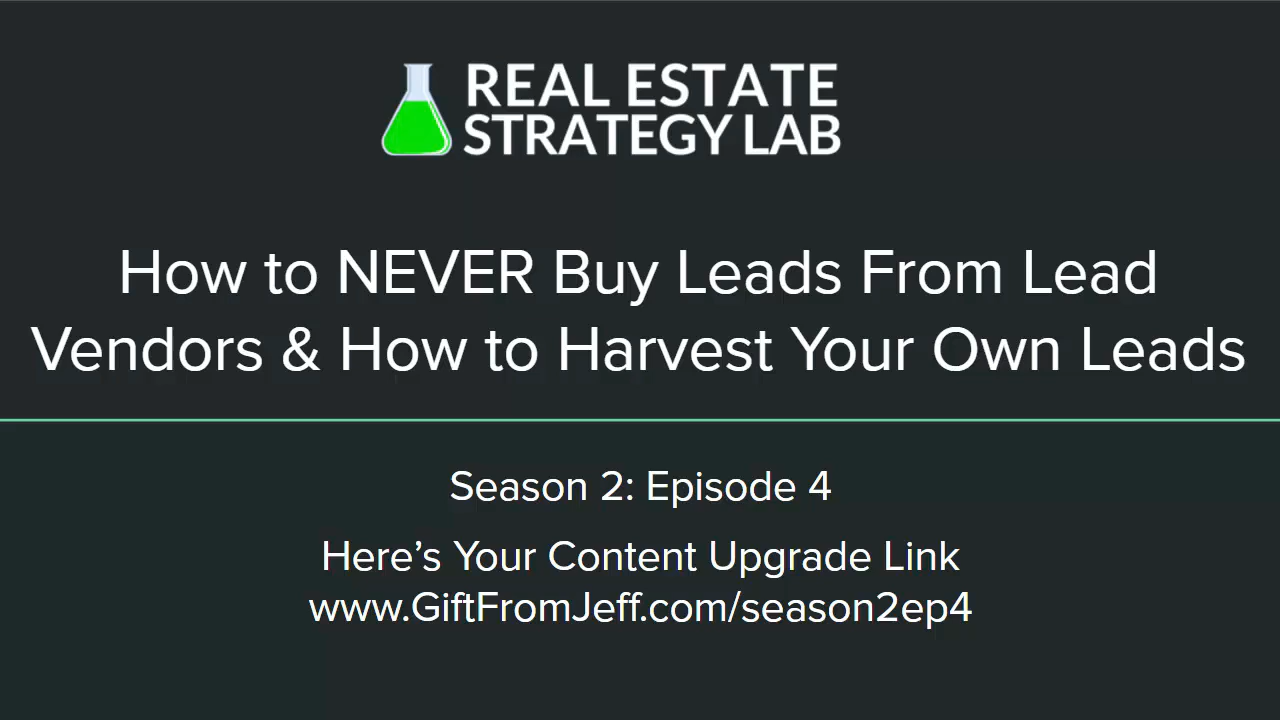 REAL ESTATE
STRATEGY LAB
How to NEVER Buy Leads From Lead
Vendors & How to Harvest Your Own Leads
Season 2: Episode 4
Here’s Your Content Upgrade Link
www.GiftFromJeff.com/season2ep4